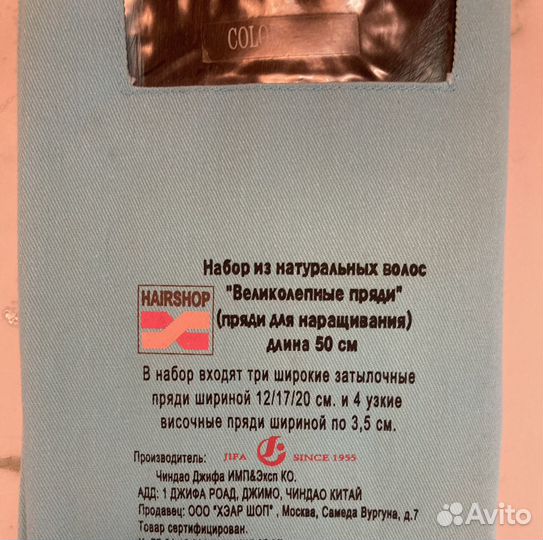 COLO
Набор из натуральных волос
HAIRSHOP
"Великолепные пряди"
(пряди для наращивания)
длина 50 см
В набор входят три широкие затылочные
пряди шириной 12/17/20 см. и 4 узкие
височные пряди шириной по 3,5 см.
Производитель: JIFA SINCE 1955
Чиндао Джифа ИМП&Эксп КО.
АДД: 1 ДЖИФА РОАД, ДЖИМО, ЧИНДАО КИТАЙ
Продавец: ООО "ХЭАР ШОП" , Москва, Самеда Вургуна, д.7
Товар сертифицирован.
Avito